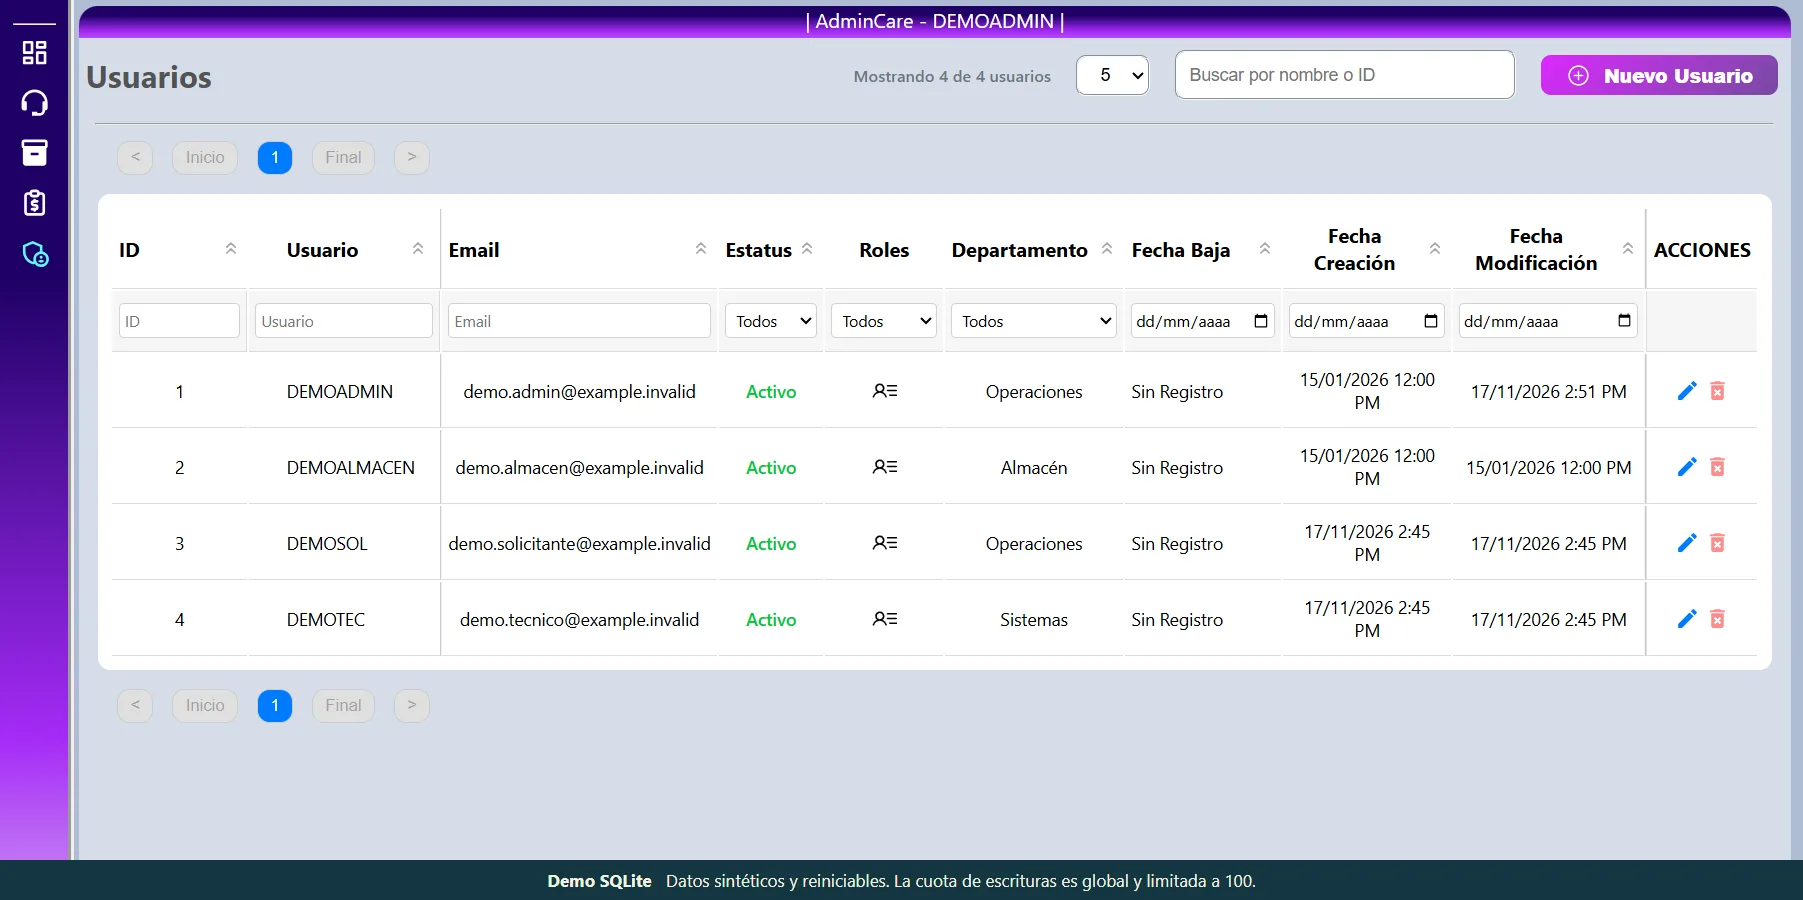 | AdminCare - DEMOADMIN |
Usuarios
Mostrando 4 de 4 usuarios
5
Buscar por nombre o ID
Nuevo Usuario
< Inicio 1 Final >
ID Usuario Email Estatus Roles Departamento Fecha Baja Fecha Creación Fecha Modificación ACCIONES
ID Usuario Email Todos Todos Todos dd/mm/aaaa dd/mm/aaaa dd/mm/aaaa
1 DEMOADMIN demo.admin@example.invalid Activo Operaciones Sin Registro 15/01/2026 12:00 PM 17/11/2026 2:51 PM
2 DEMOALMACEN demo.almacen@example.invalid Activo Almacén Sin Registro 15/01/2026 12:00 PM 15/01/2026 12:00 PM
3 DEMOSOL demo.solicitante@example.invalid Activo Operaciones Sin Registro 17/11/2026 2:45 PM 17/11/2026 2:45 PM
4 DEMOTEC demo.tecnico@example.invalid Activo Sistemas Sin Registro 17/11/2026 2:45 PM 17/11/2026 2:45 PM
< Inicio 1 Final >
Demo SQLite Datos sintéticos y reiniciables. La cuota de escrituras es global y limitada a 100.